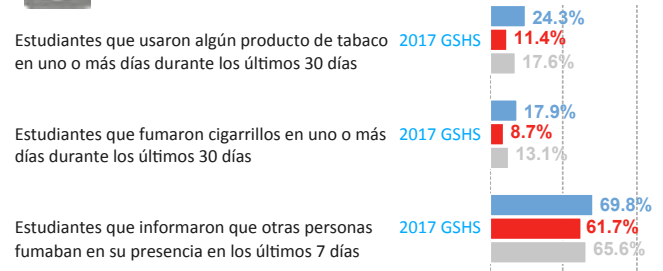 24.3%
Estudiantes que usaron algún producto de tabaco 2017 GSHS 11.4%
en uno o más días durante los últimos 30 días 17.6%
17.9%
Estudiantes que fumaron cigarrillos en uno o más 2017 GSHS 8.7%
días durante los últimos 30 días 13.1%
69.8%
Estudiantes que informaron que otras personas 2017 GSHS 61.7%
fumaban en su presencia en los últimos 7 días 65.6%